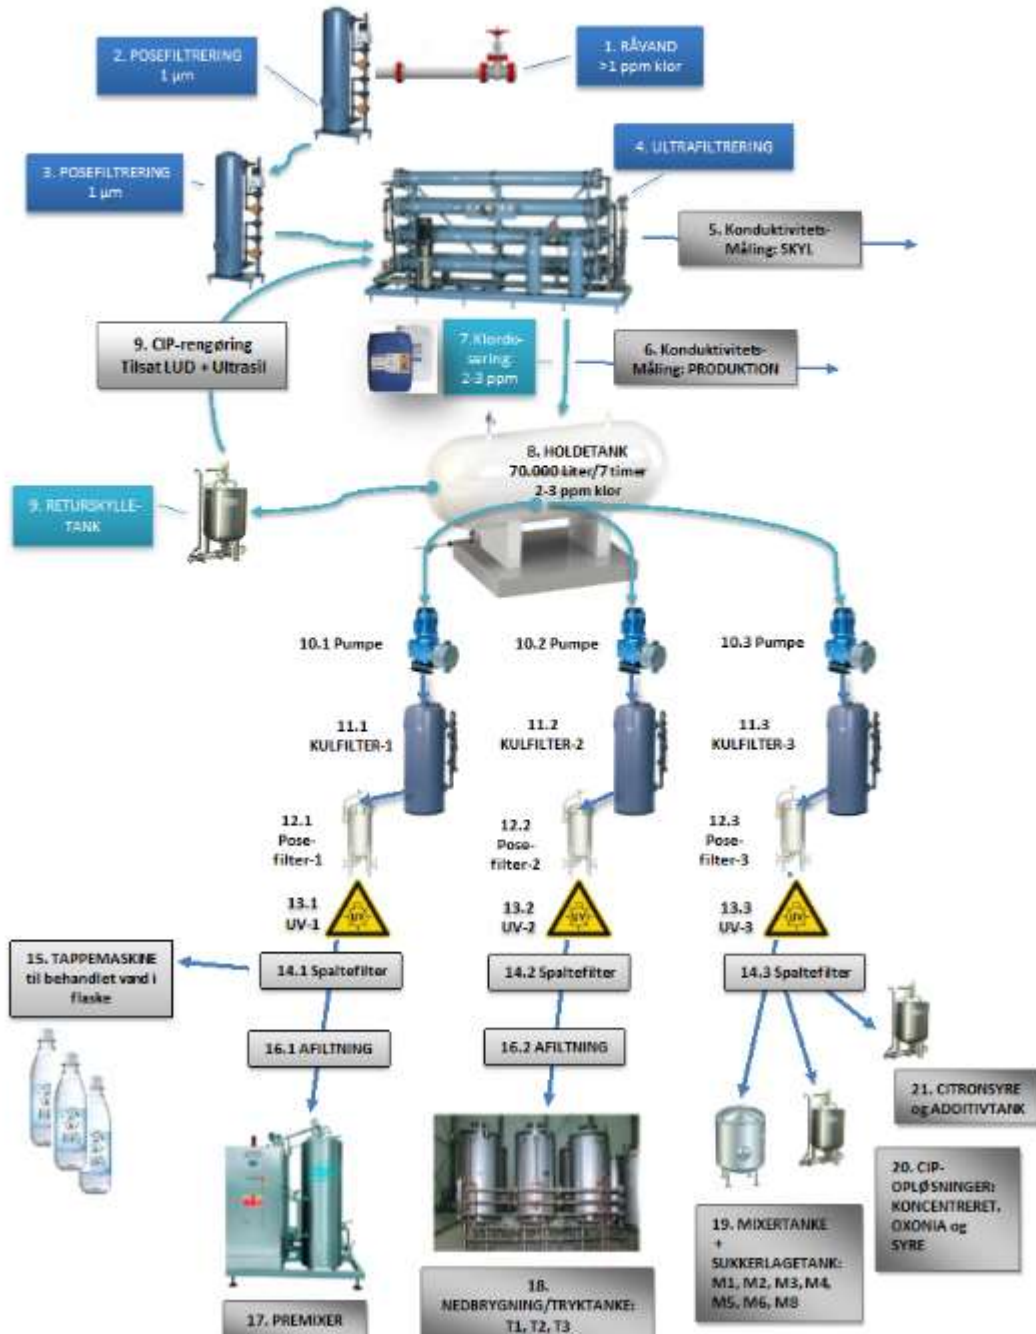 2. POSEFILTRERING
1 µm
1. RÅVAND
>1 ppm klor
3. POSEFILTRERING
1 µm
4. ULTRAFILTRERING
5. Konduktivitets-
Måling: SKYL
9. CIP-rengøring
Tilsat LUD + Ultrasil
7. Klordo-
sering:
2-3 ppm
6. Konduktivitets-
Måling: PRODUKTION
8. HOLDETANK
70.000 Liter/7 timer
2-3 ppm klor
9. RETURSKYLLE-
TANK
10.1 Pumpe
10.2 Pumpe
10.3 Pumpe
11.1
KULFILTER-1
11.2
KULFILTER-2
11.3
KULFILTER-3
12.1
Pose-
filter-1
12.2
Pose-
filter-2
12.3
Pose-
filter-3
13.1
UV-1
UV
13.2
UV-2
UV
13.3
UV-3
UV
15. TAPPEMASKINE
til behandlet vand i
flaske
14.1 Spaltefilter
14.2 Spaltefilter
14.3 Spaltefilter
16.1 AFILTNING
16.2 AFILTNING
21. CITRONSYRE
og ADDITIVTANK
20. CIP-
OPLØSNINGER:
KONCENTRERET,
OXONIA og
SYRE
19. MIXERTANKE
+
SUKKERLAGETANK:
M1, M2, M3, M4,
M5, M6, M8
17. PREMIXER
18.
NEDBRYGNING/TRYKTANKE:
T1, T2, T3